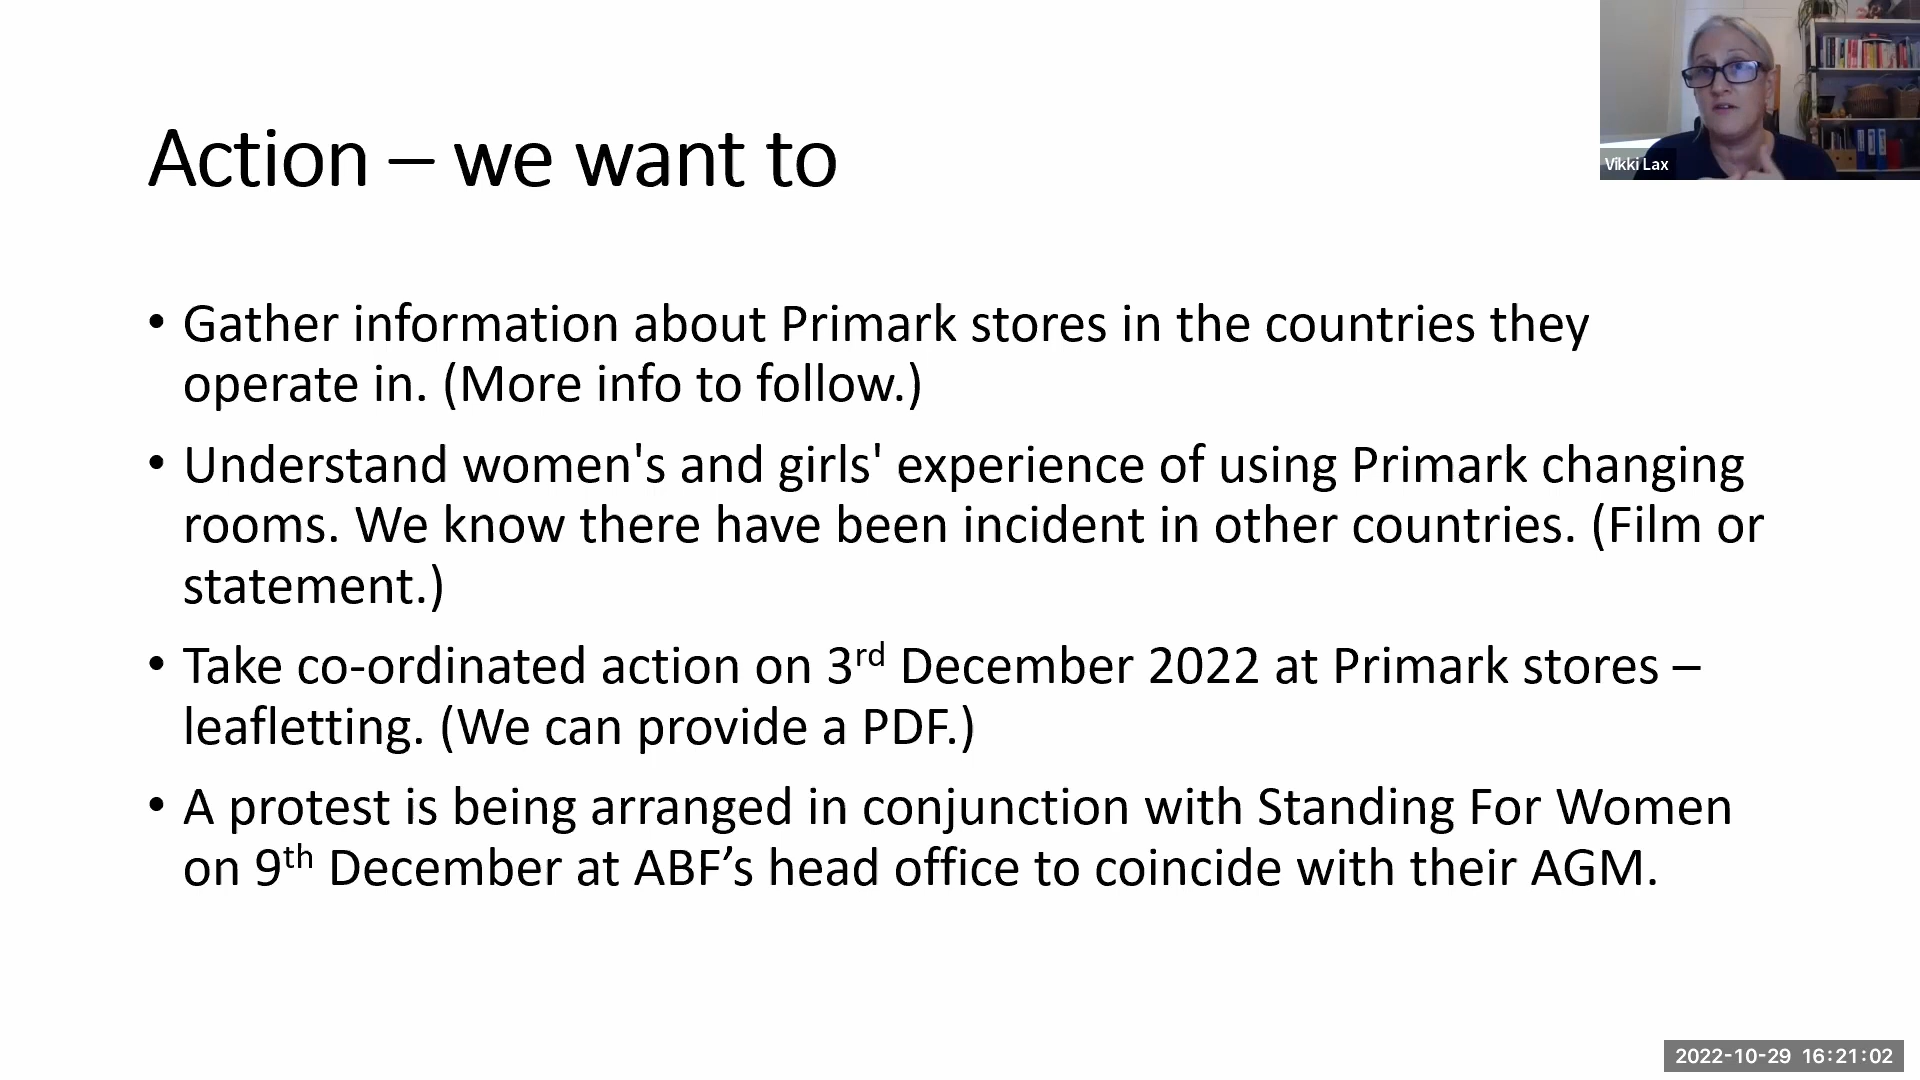 Vikki Lax
Action – we want to
• Gather information about Primark stores in the countries they
operate in. (More info to follow.)
• Understand women's and girls' experience of using Primark changing
rooms. We know there have been incident in other countries. (Film or
statement.)
• Take co-ordinated action on 3rd December 2022 at Primark stores –
leafletting. (We can provide a PDF.)
• A protest is being arranged in conjunction with Standing For Women
on 9th December at ABF’s head office to coincide with their AGM.
2022-10-29 16:21:02